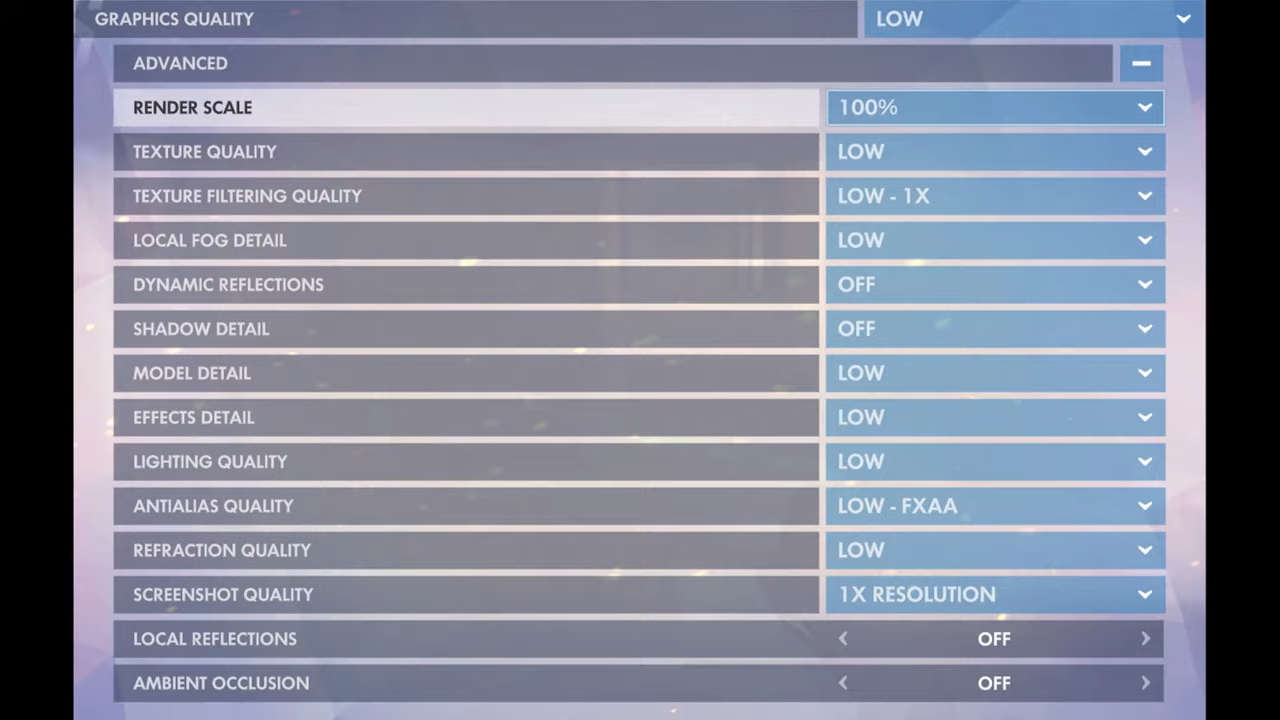 GRAPHICS QUALITY LOW
ADVANCED
RENDER SCALE 100%
TEXTURE QUALITY LOW
TEXTURE FILTERING QUALITY LOW - 1X
LOCAL FOG DETAIL LOW
DYNAMIC REFLECTIONS OFF
SHADOW DETAIL OFF
MODEL DETAIL LOW
EFFECTS DETAIL LOW
LIGHTING QUALITY LOW
ANTIALIAS QUALITY LOW - FXAA
REFRACTION QUALITY LOW
SCREENSHOT QUALITY 1X RESOLUTION
LOCAL REFLECTIONS OFF
AMBIENT OCCLUSION OFF